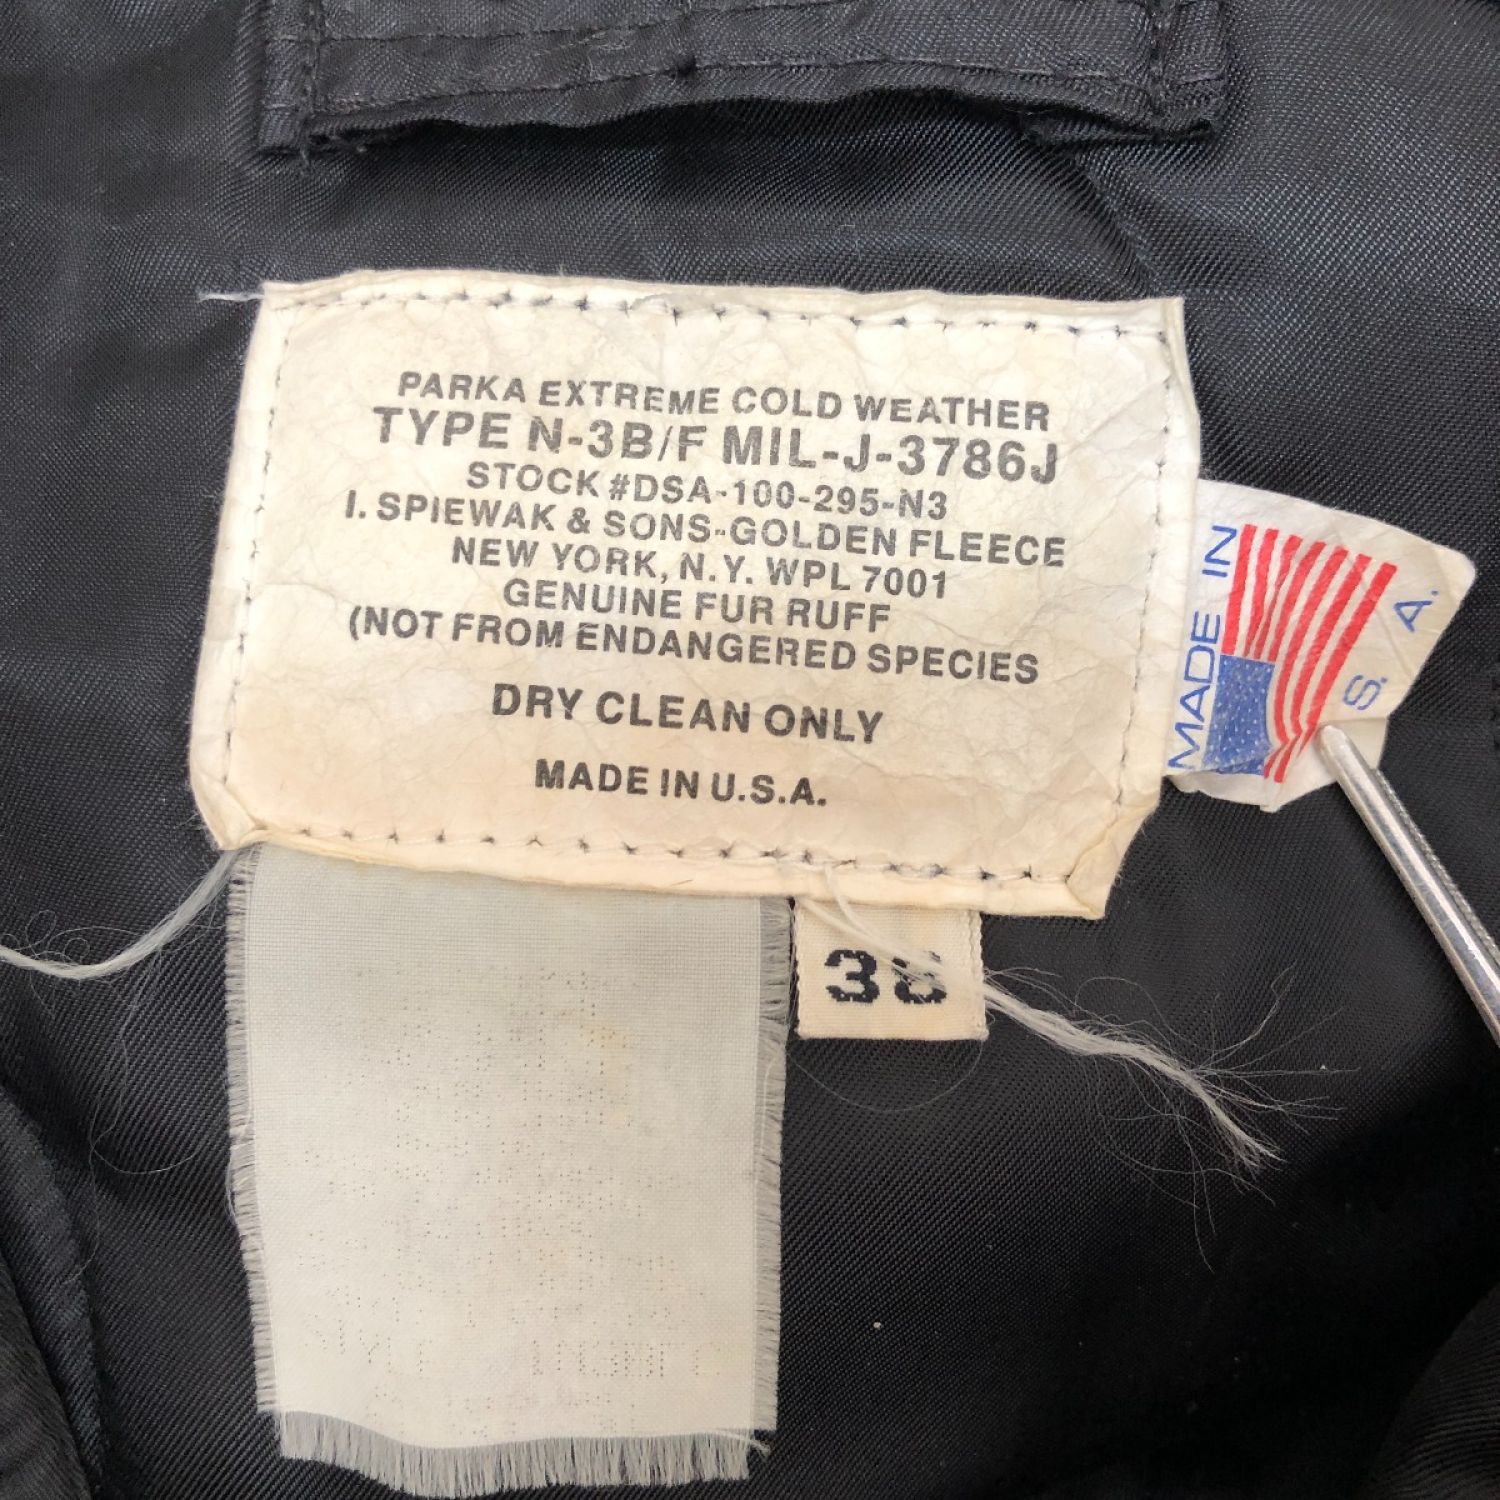 PARKA EXTREME COLD WEATHER
TYPE N-3B/F MIL-J-3786J
STOCK #DSA-100-295-N3
I. SPIEWAK & SONS-GOLDEN FLEECE
NEW YORK, N.Y. WPL 7001
GENUINE FUR RUFF
(NOT FROM ENDANGERED SPECIES
DRY CLEAN ONLY
MADE IN U.S.A.
MADE IN
U. S. A.
38